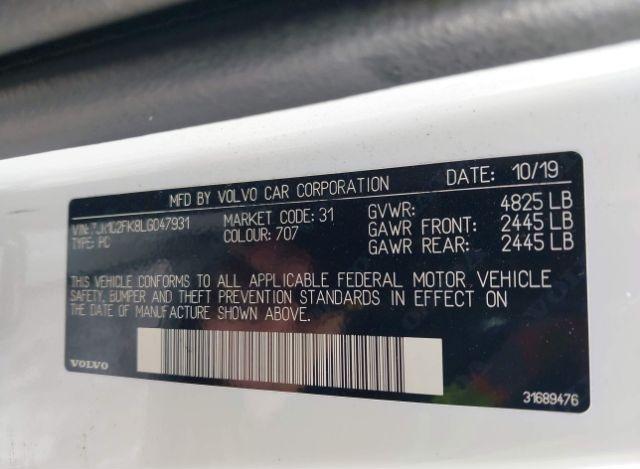 MFD BY VOLVO CAR CORPORATION DATE: 10/19
VIN: MARKET CODE: 31 GVWR: 4825 LB
TYPE: PC COLOUR: 707 GAWR FRONT: 2445 LB
GAWR REAR: 2445 LB
THIS VEHICLE CONFORMS TO ALL APPLICABLE FEDERAL MOTOR VEHICLE
SAFETY, BUMPER AND THEFT PREVENTION STANDARDS IN EFFECT ON
THE DATE OF MANUFACTURE SHOWN ABOVE.
VOLVO
31689476